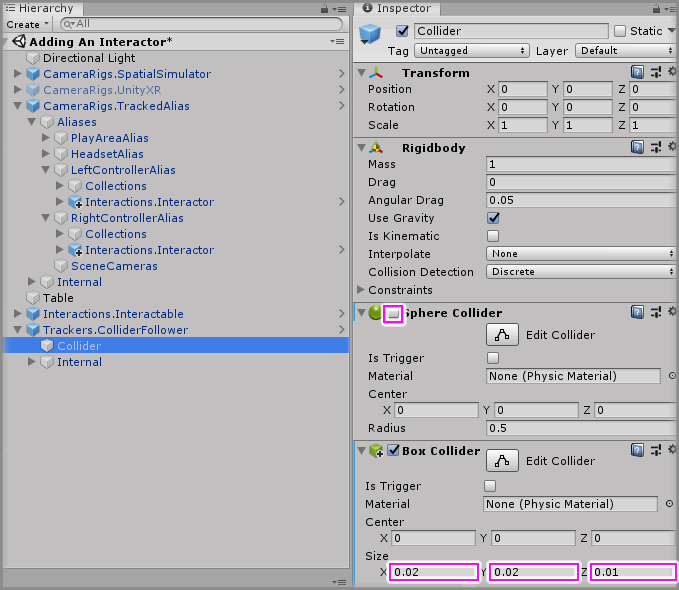 Hierarchy
Create
All
Adding An Interactor*
Directional Light
CameraRigs.SpatialSimulator
CameraRigs.UnityXR
CameraRigs.TrackedAlias
Aliases
PlayAreaAlias
HeadsetAlias
LeftControllerAlias
Collections
Interactions.Interactor
RightControllerAlias
Collections
Interactions.Interactor
SceneCameras
Internal
Table
Interactions.Interactable
Trackers.ColliderFollower
Collider
Internal
Inspector
Collider Static
Tag Untagged Layer Default
Transform
Position X 0 Y 0 Z 0
Rotation X 0 Y 0 Z 0
Scale X 1 Y 1 Z 1
Rigidbody
Mass 1
Drag 0
Angular Drag 0.05
Use Gravity
Is Kinematic
Interpolate None
Collision Detection Discrete
Constraints
Sphere Collider
Edit Collider
Is Trigger
Material None (Physic Material)
Center
X 0 Y 0 Z 0
Radius 0.5
Box Collider
Edit Collider
Is Trigger
Material None (Physic Material)
Center
X 0 Y 0 Z 0
Size
X 0.02 Y 0.02 Z 0.01